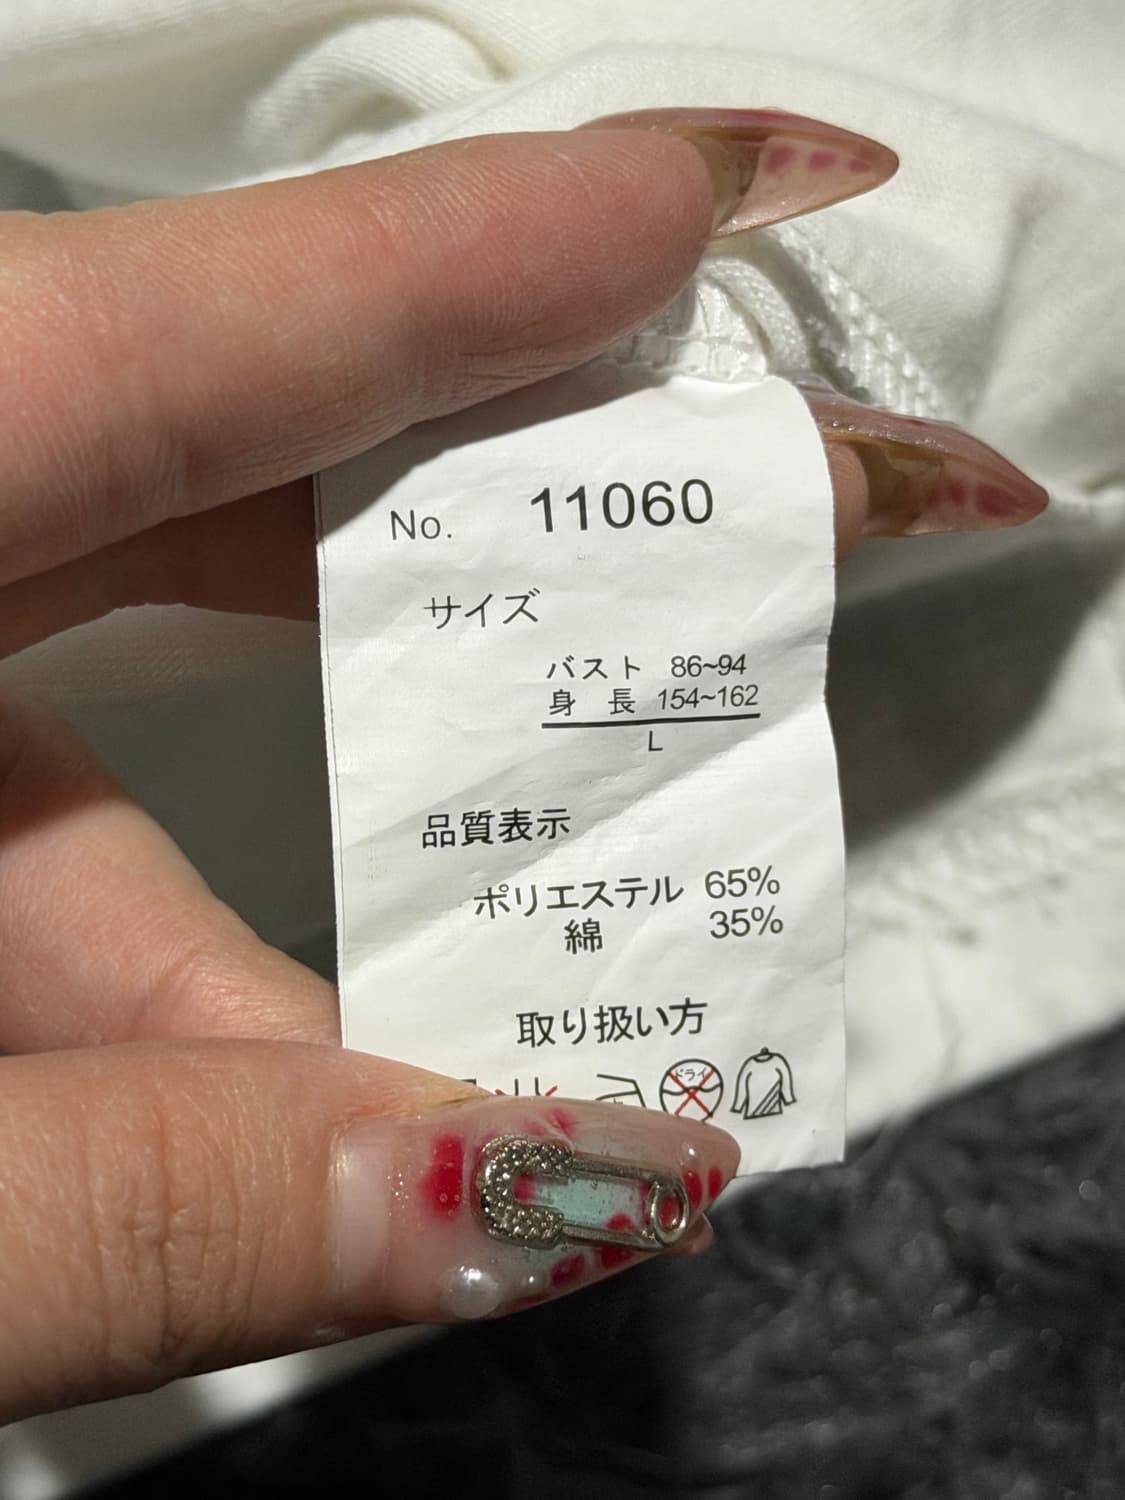 No. 11060
サイズ
バスト 86~94
身 長 154~162
L
品質表示
ポリエステル 65%
綿 35%
取り扱い方
ドライ